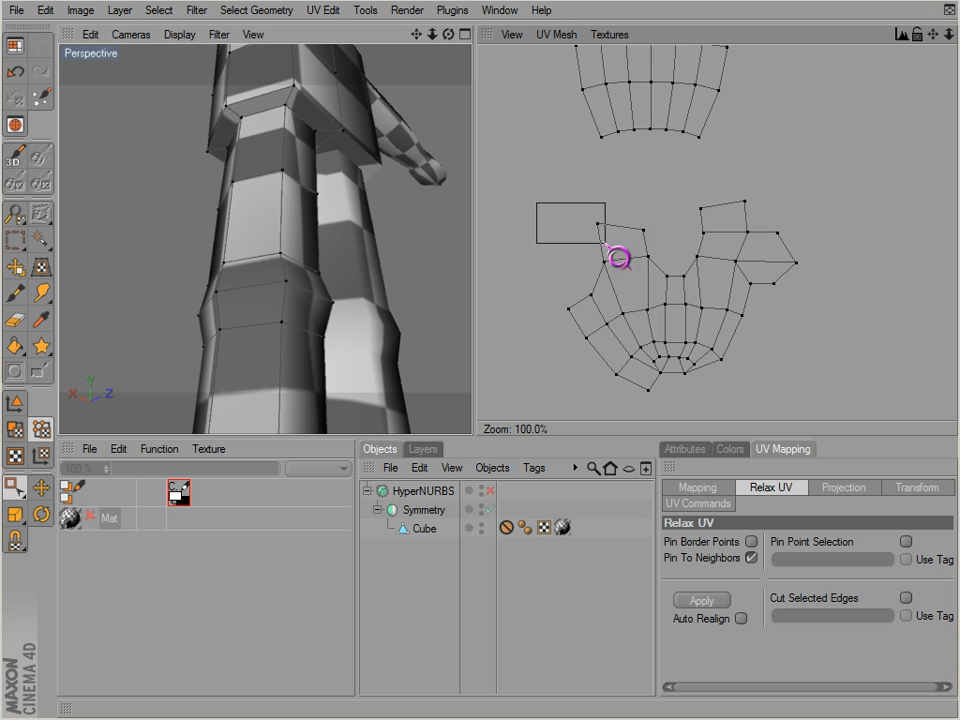 File Edit Image Layer Select Filter Select Geometry UV Edit Tools Render Plugins Window Help
Edit Cameras Display Filter View
View UV Mesh Textures
Perspective
3D
Y
X Z
Zoom: 100.0%
File Edit Function Texture
100 %
Mat
Objects Layers
File Edit View Objects Tags
HyperNURBS
Symmetry
Cube
Attributes Colors UV Mapping
Mapping Relax UV Projection Transform
UV Commands
Relax UV
Pin Border Points Pin Point Selection
Pin To Neighbors Use Tag
Apply Cut Selected Edges
Auto Realign Use Tag
MAXON
CINEMA 4D